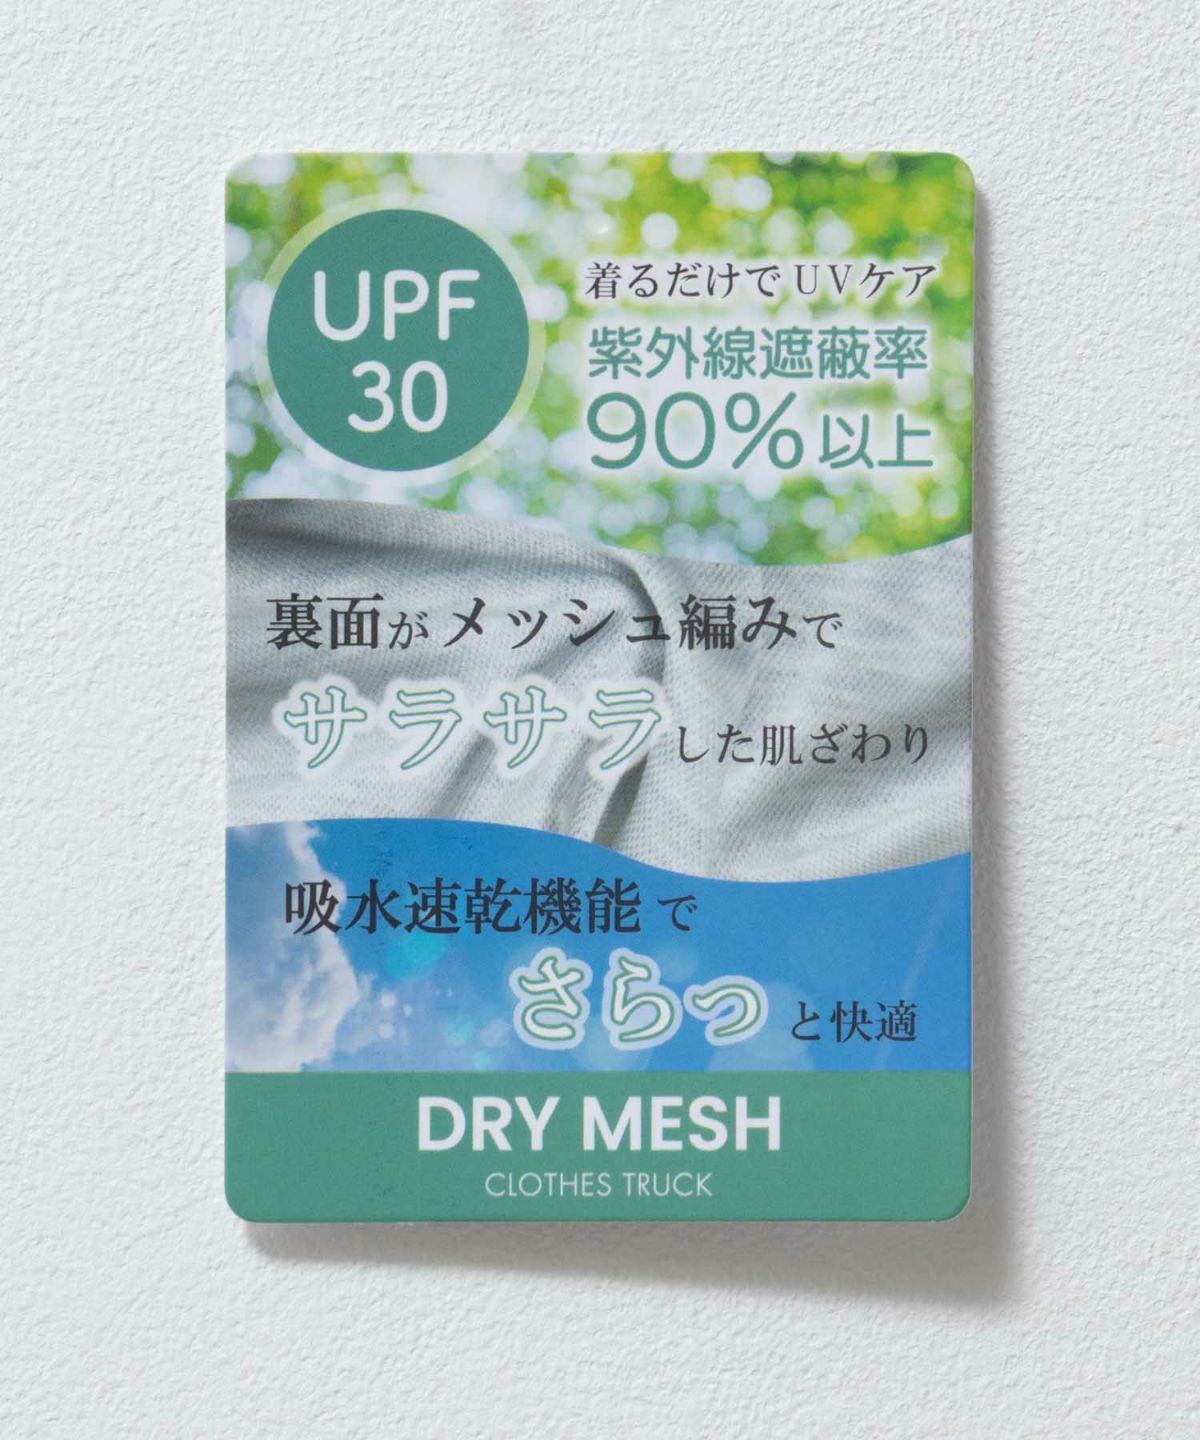 UPF
30
着るだけでUVケア
紫外線遮蔽率
90%以上
裏面がメッシュ編みで
サラサラした肌ざわり
吸水速乾機能で
さらっと快適
DRY MESH
CLOTHES TRUCK